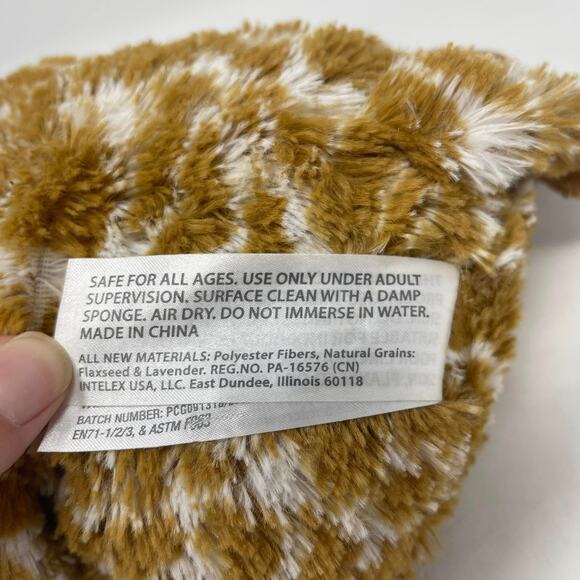 SAFE FOR ALL AGES. USE ONLY UNDER ADULT
SUPERVISION. SURFACE CLEAN WITH A DAMP
SPONGE. AIR DRY. DO NOT IMMERSE IN WATER.
MADE IN CHINA
ALL NEW MATERIALS: Polyester Fibers, Natural Grains:
Flaxseed & Lavender. REG.NO. PA-16576 (CN)
INTELEX USA, LLC. East Dundee, Illinois 60118
BATCH NUMBER:
EN71-1/2/3, & ASTM F963